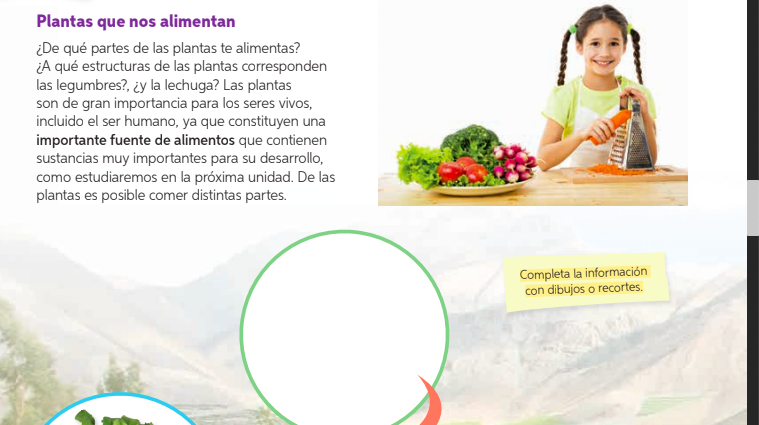 Plantas que nos alimentan
¿De qué partes de las plantas te alimentas?
¿A qué estructuras de las plantas corresponden
las legumbres?, ¿y la lechuga? Las plantas
son de gran importancia para los seres vivos,
incluido el ser humano, ya que constituyen una
importante fuente de alimentos que contienen
sustancias muy importantes para su desarrollo,
como estudiaremos en la próxima unidad. De las
plantas es posible comer distintas partes.
Completa la información
con dibujos o recortes.